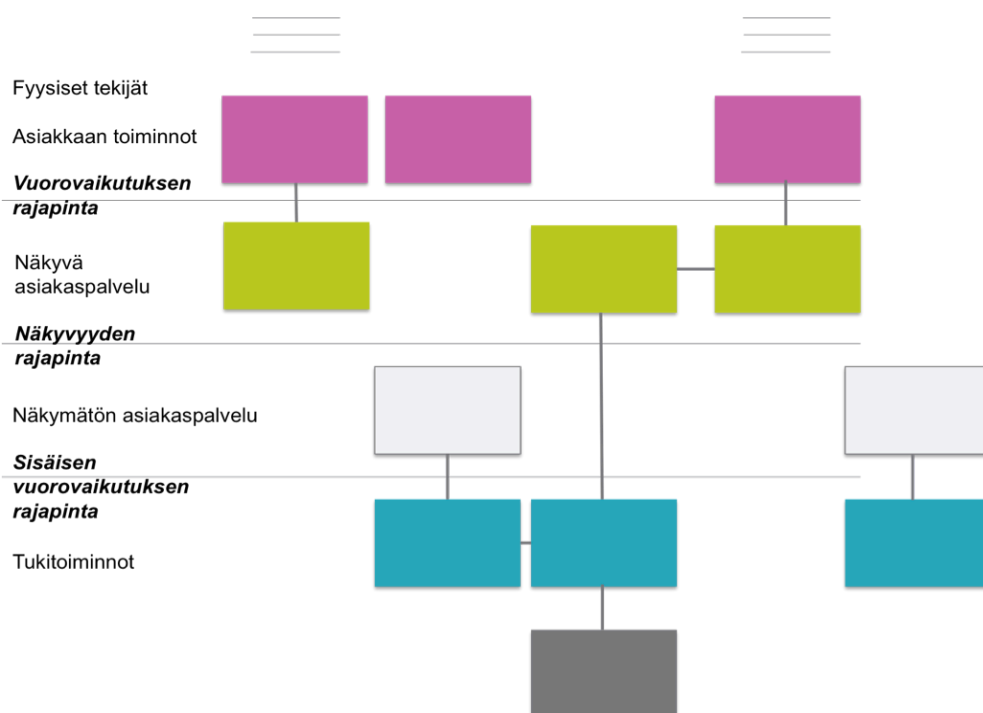 Fyysiset tekijät
Asiakkaan toiminnot
Vuorovaikutuksen
rajapinta
Näkyvä
asiakaspalvelu
Näkyvyyden
rajapinta
Näkymätön asiakaspalvelu
Sisäisen
vuorovaikutuksen
rajapinta
Tukitoiminnot